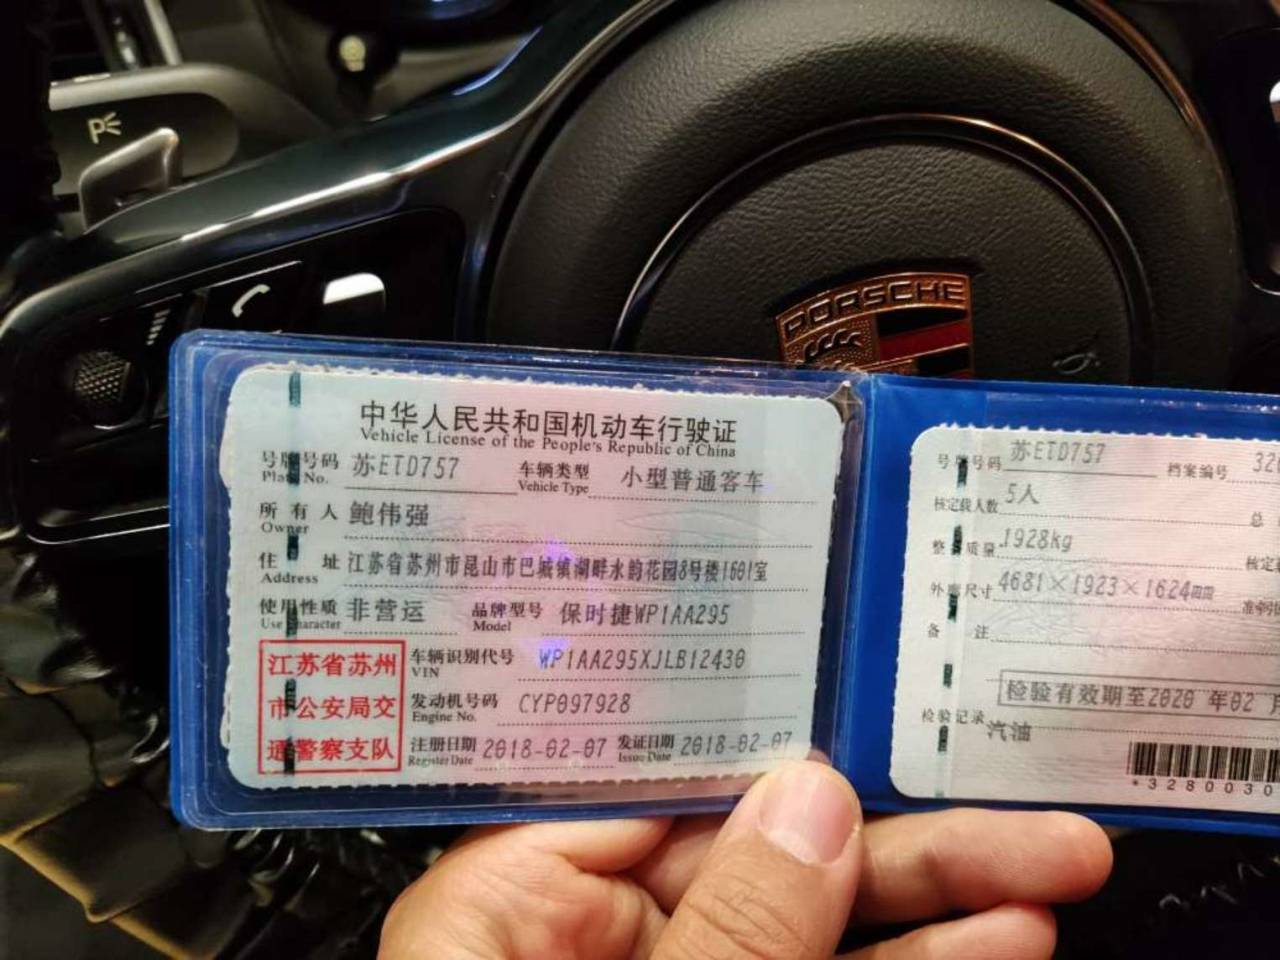 PORSCHE
中华人民共和国机动车行驶证
Vehicle License of the People's Republic of China
号牌号码 苏ETD757 车辆类型 小型普通客车
Plate No. Vehicle Type
所有人 鲍伟强
Owner
住址 江苏省苏州市昆山市巴城镇湖畔水韵花园8号楼1601室
Address
使用性质 非营运 品牌型号 保时捷WP1AA295
Use Character Model
江苏省苏州
市公安局交
通警察支队
车辆识别代号 WP1AA295XJLB12430
VIN
发动机号码 CYP097928
Engine No.
注册日期 2018-02-07 发证日期 2018-02-07
Register Date Issue Date
号牌号码 苏ETD757 档案编号 32
核定载人数 5人 总
整备质量 1928kg 核定
外廓尺寸 4681×1923×1624mm 准牵
备注
检验有效期至2020年02月
检验记录 汽油
*3280030